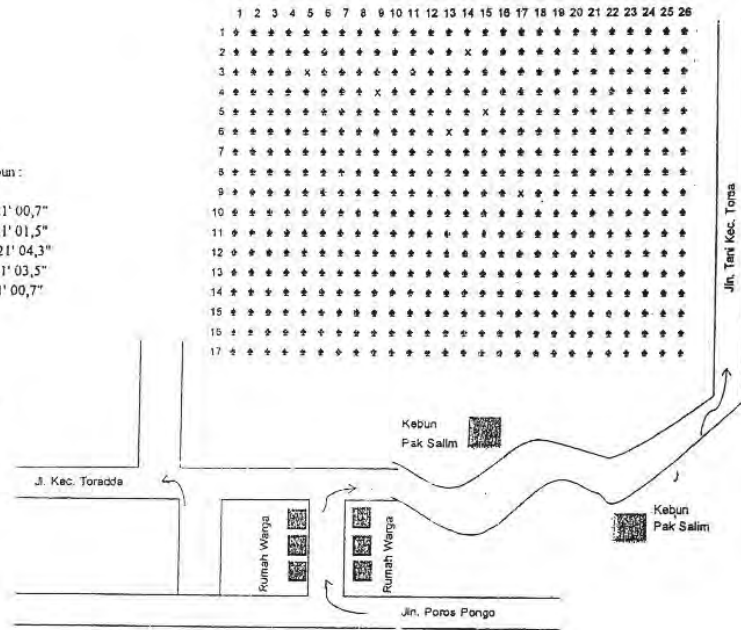 1 2 3 4 5 6 7 8 9 10 11 12 13 14 15 16 17 18 19 20 21 22 23 24 25 26
1
2 x
3 x
4 x
5 x
6 x
7
8
9 x
10
11
12
13
14
15
16
17
un :
1' 00,7"
1' 01,5"
21' 04,3"
1' 03,5"
' 00,7"
Jln. Tani Kec. Torsa
Kebun
Pak Salim
Jl. Kec. Toradda
Kebun
Pak Salim
Rumah Warga
Rumah Warga
Jln. Poros Pongo